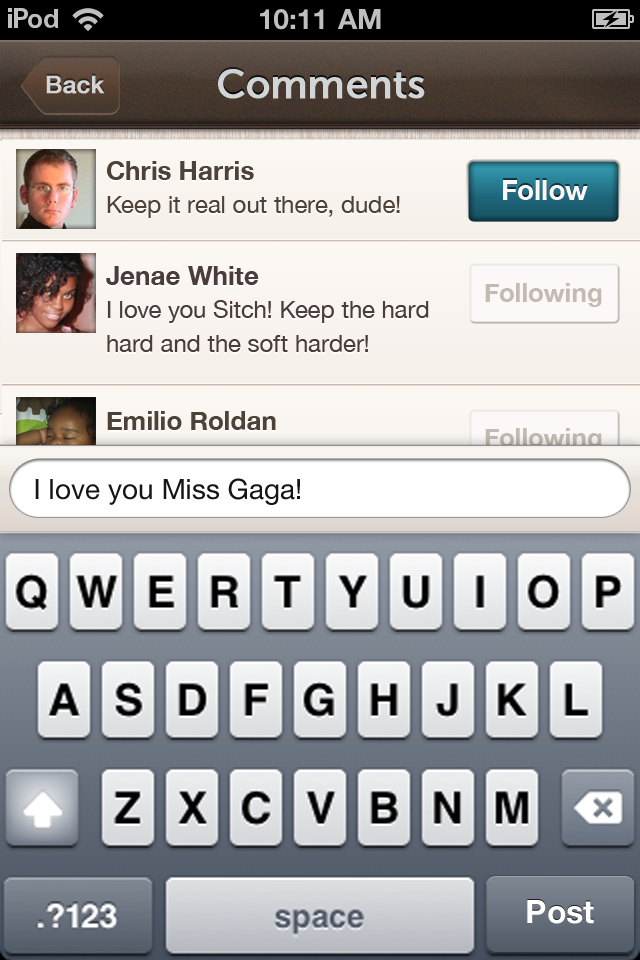 iPod 10:11 AM
Back Comments
Chris Harris
Keep it real out there, dude!
Follow
Jenae White
I love you Sitch! Keep the hard
hard and the soft harder!
Following
Emilio Roldan
Following
I love you Miss Gaga!
Q W E R T Y U I O P
A S D F G H J K L
Z X C V B N M
.?123 space Post